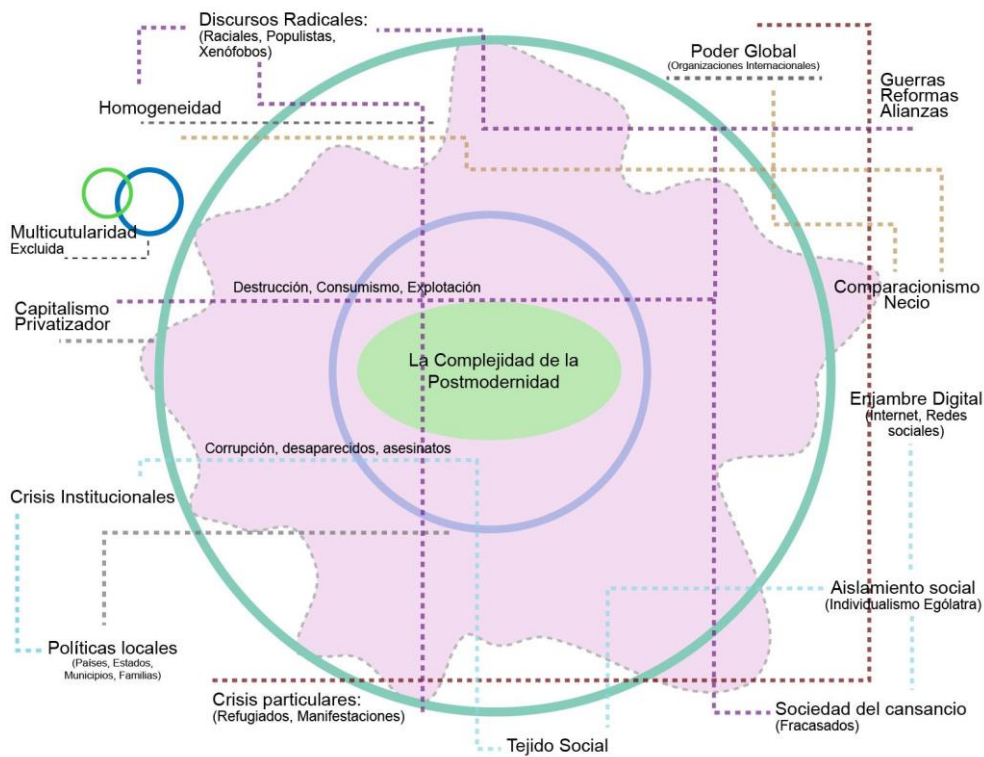 Discursos Radicales:
(Raciales, Populistas,
Xenófobos)
Poder Global
(Organizaciones Internacionales)
Guerras
Reformas
Alianzas
Homogeneidad
Multicutularidad
Excluida
Destrucción, Consumismo, Explotación
Comparacionismo
Necio
Capitalismo
Privatizador
La Complejidad de la
Postmodernidad
Enjambre Digital
(Internet, Redes
sociales)
Corrupción, desaparecidos, asesinatos
Crisis Institucionales
Aislamiento social
(Individualismo Ególatra)
Políticas locales
(Países, Estados,
Municipios, Familias)
Crisis particulares:
(Refugiados, Manifestaciones)
Sociedad del cansancio
(Fracasados)
Tejido Social